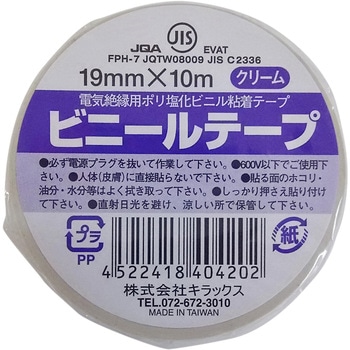 JIS
JQA EVAT
FPH-7 JQTW08009 JIS C2336
19mm×10m クリーム
電気絶縁用ポリ塩化ビニル粘着テープ
ビニールテープ
●必ず電源プラグを抜いて作業して下さい。●600V以下でご使用下
さい。●人体(皮膚)に直接貼らないで下さい。●貼る面のホコリ・
油分・水分等はよく拭き取って下さい。●しっかり押さえ貼り付け
て下さい。●直射日光を避け、涼しい所で保管して下さい。
プラ
PP
紙
4522418404202
株式会社キラックス
TEL.072-672-3010
MADE IN TAIWAN